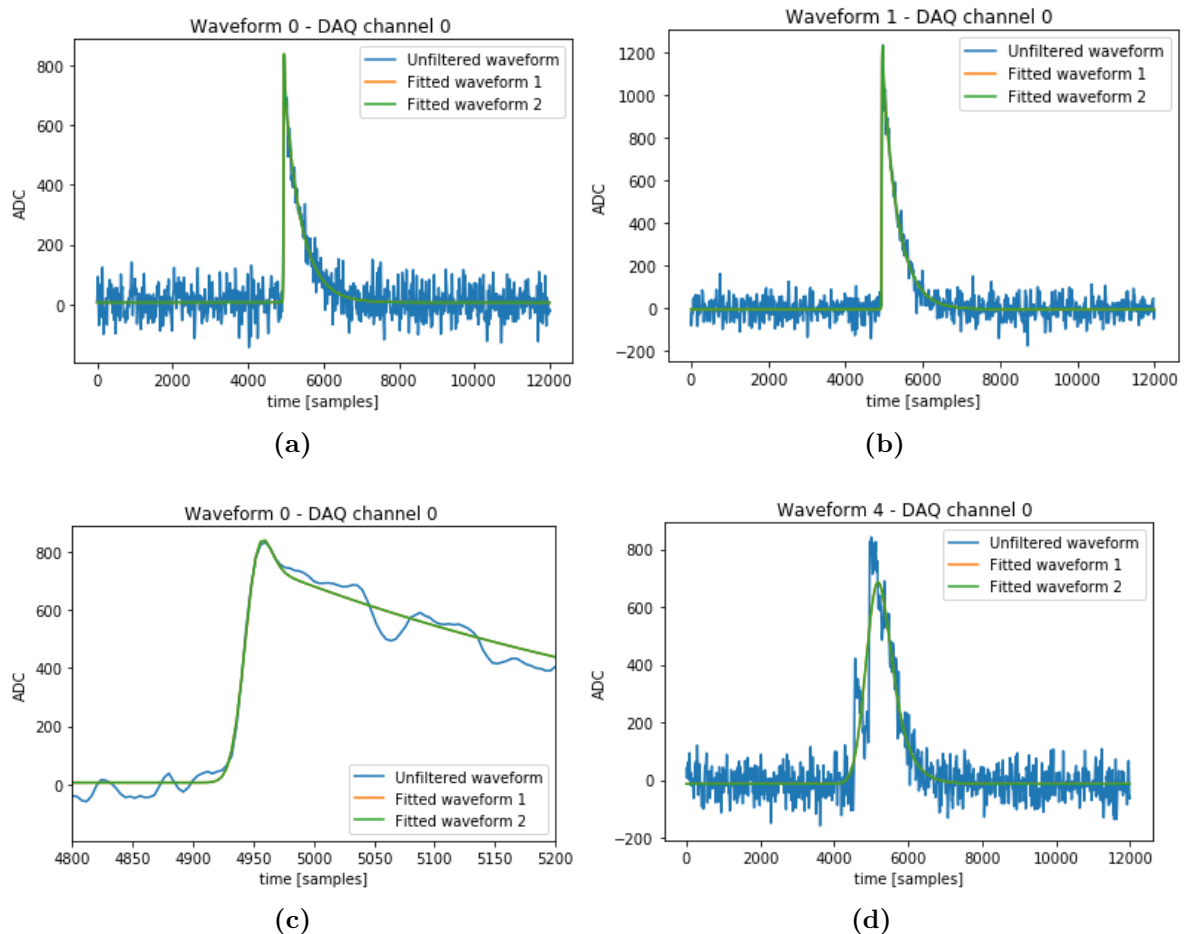 Waveform 0 - DAQ channel 0
800
600
400
200
0
ADC
Unfiltered waveform
Fitted waveform 1
Fitted waveform 2
0 2000 4000 6000 8000 10000 12000
time [samples]
(a)
Waveform 1 - DAQ channel 0
1200
1000
800
600
400
200
0
−200
ADC
Unfiltered waveform
Fitted waveform 1
Fitted waveform 2
0 2000 4000 6000 8000 10000 12000
time [samples]
(b)
Waveform 0 - DAQ channel 0
800
600
400
200
0
ADC
Unfiltered waveform
Fitted waveform 1
Fitted waveform 2
4800 4850 4900 4950 5000 5050 5100 5150 5200
time [samples]
(c)
Waveform 4 - DAQ channel 0
800
600
400
200
0
−200
ADC
Unfiltered waveform
Fitted waveform 1
Fitted waveform 2
0 2000 4000 6000 8000 10000 12000
time [samples]
(d)